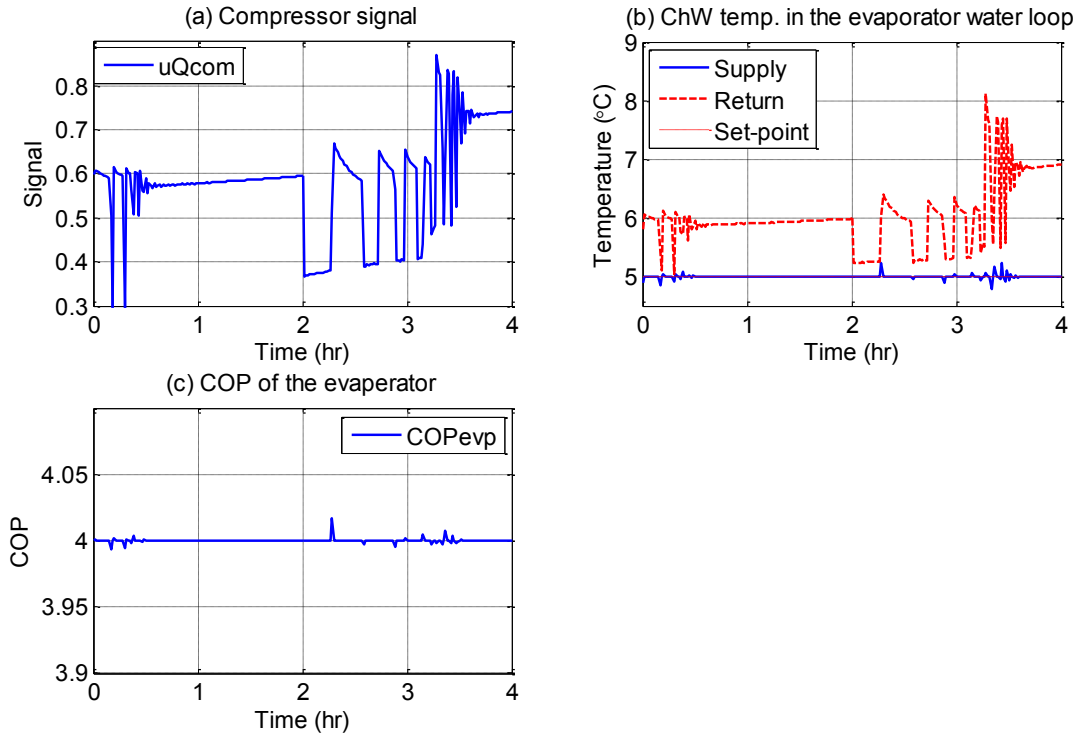 (a) Compressor signal
uQcom
Signal
0.8
0.7
0.6
0.5
0.4
0.3
0 1 2 3 4
Time (hr)
(b) ChW temp. in the evaporator water loop
Supply
Return
Set-point
Temperature (°C)
9
8
7
6
5
4
0 1 2 3 4
Time (hr)
(c) COP of the evaperator
COPevp
COP
4.05
4
3.95
3.9
0 1 2 3 4
Time (hr)